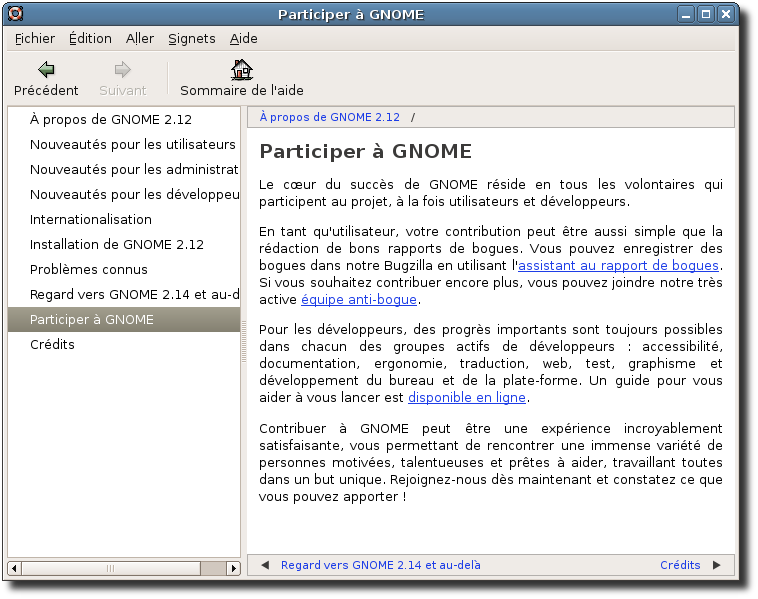 Participer à GNOME
Fichier Édition Aller Signets Aide
Précédent Suivant Sommaire de l'aide
À propos de GNOME 2.12
Nouveautés pour les utilisateurs
Nouveautés pour les administrat
Nouveautés pour les développeu
Internationalisation
Installation de GNOME 2.12
Problèmes connus
Regard vers GNOME 2.14 et au-d
Participer à GNOME
Crédits
À propos de GNOME 2.12 /
Participer à GNOME
Le cœur du succès de GNOME réside en tous les volontaires qui
participent au projet, à la fois utilisateurs et développeurs.
En tant qu'utilisateur, votre contribution peut être aussi simple que la
rédaction de bons rapports de bogues. Vous pouvez enregistrer des
bogues dans notre Bugzilla en utilisant l'assistant au rapport de bogues.
Si vous souhaitez contribuer encore plus, vous pouvez joindre notre très
active équipe anti-bogue.
Pour les développeurs, des progrès importants sont toujours possibles
dans chacun des groupes actifs de développeurs : accessibilité,
documentation, ergonomie, traduction, web, test, graphisme et
développement du bureau et de la plate-forme. Un guide pour vous
aider à vous lancer est disponible en ligne.
Contribuer à GNOME peut être une expérience incroyablement
satisfaisante, vous permettant de rencontrer une immense variété de
personnes motivées, talentueuses et prêtes à aider, travaillant toutes
dans un but unique. Rejoignez-nous dès maintenant et constatez ce que
vous pouvez apporter !
Regard vers GNOME 2.14 et au-delà
Crédits